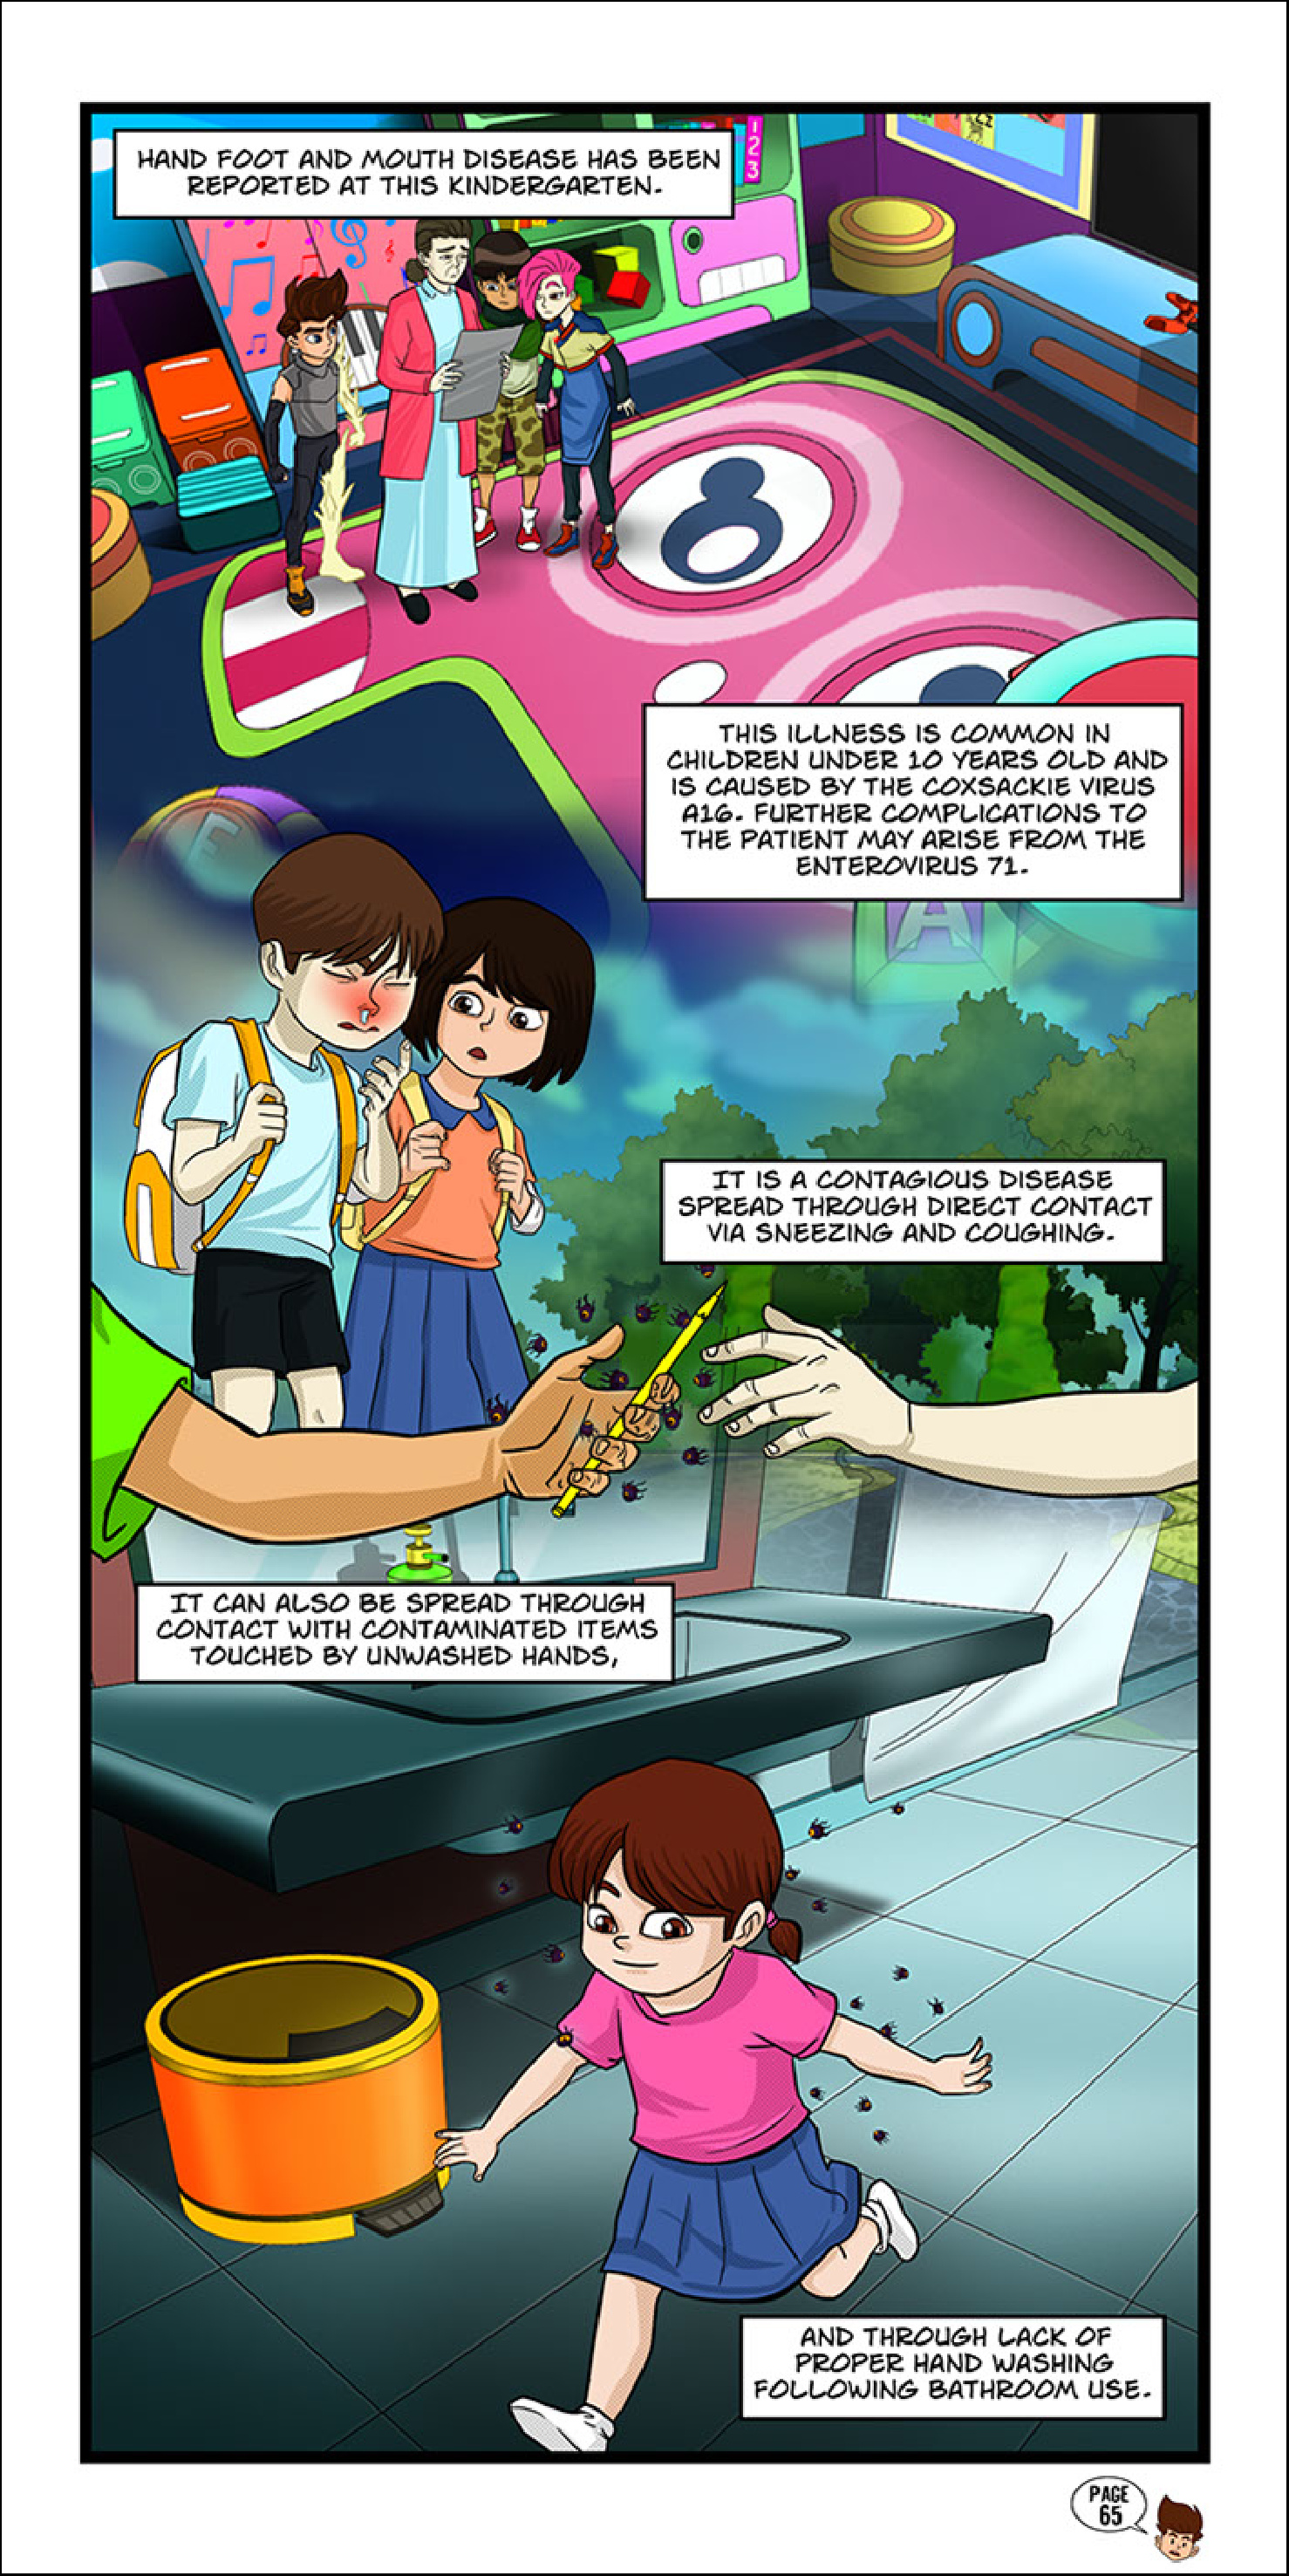 HAND FOOT AND MOUTH DISEASE HAS BEEN
REPORTED AT THIS KINDERGARTEN.
1
2
3
ZZ
THIS ILLNESS IS COMMON IN
CHILDREN UNDER 10 YEARS OLD AND
IS CAUSED BY THE COXSACKIE VIRUS
A16. FURTHER COMPLICATIONS TO
THE PATIENT MAY ARISE FROM THE
ENTEROVIRUS 71.
E
A
IT IS A CONTAGIOUS DISEASE
SPREAD THROUGH DIRECT CONTACT
VIA SNEEZING AND COUGHING.
IT CAN ALSO BE SPREAD THROUGH
CONTACT WITH CONTAMINATED ITEMS
TOUCHED BY UNWASHED HANDS,
AND THROUGH LACK OF
PROPER HAND WASHING
FOLLOWING BATHROOM USE.
PAGE
65